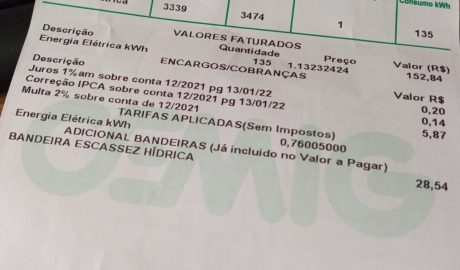 3339 3474 1 Consumo kWh
135
VALORES FATURADOS
Descrição Quantidade Preço Valor (R$)
Energia Elétrica kWh 135 1.13232424 152,84
ENCARGOS/COBRANÇAS
Descrição Valor R$
Juros 1%am sobre conta 12/2021 pg 13/01/22 0,20
Correção IPCA sobre conta 12/2021 pg 13/01/22 0,14
Multa 2% sobre conta de 12/2021 5,87
TARIFAS APLICADAS(Sem Impostos)
Energia Elétrica kWh 0,76005000
ADICIONAL BANDEIRAS (Já incluido no Valor a Pagar)
BANDEIRA ESCASSEZ HÍDRICA 28,54
CEMIG